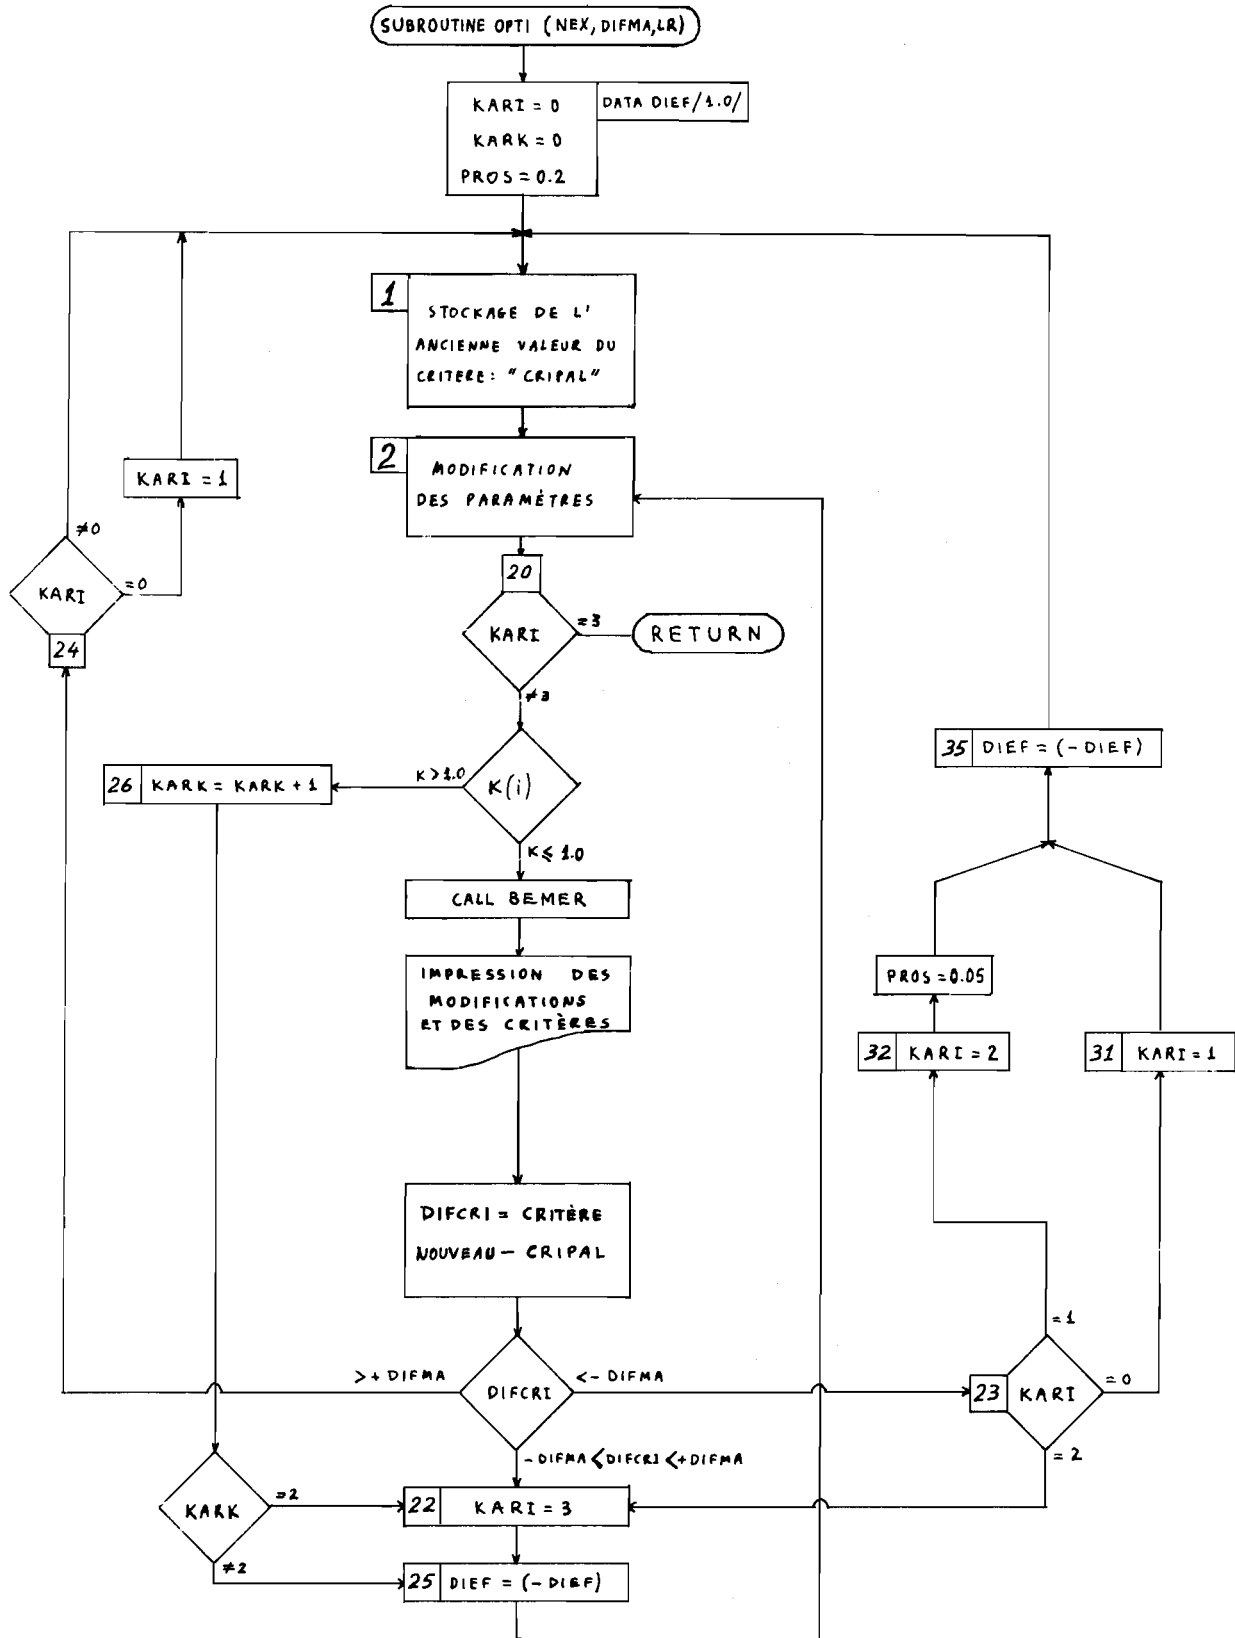 SUBROUTINE OPTI (NEX, DIFMA, LR)
KARI = 0
KARK = 0
PROS = 0.2
DATA DIEF/1.0/
1
STOCKAGE DE L'
ANCIENNE VALEUR DU
CRITERE: "CRIPAL"
2
MODIFICATION
DES PARAMÈTRES
KARI = 1
≠0
KARI
=0
24
20
KARI
=3
RETURN
≠3
K(i)
K>1.0
26 KARK = KARK + 1
K≤1.0
CALL BEMER
IMPRESSION DES
MODIFICATIONS
ET DES CRITÈRES
35 DIEF = (-DIEF)
PROS = 0.05
32 KARI = 2
31 KARI = 1
DIFCRI = CRITÈRE
NOUVEAU - CRIPAL
>+ DIFMA
DIFCRI
<- DIFMA
=1
23 KARI
=0
=2
- DIFMA < DIFCRI < + DIFMA
KARK
=2
≠2
22 KARI = 3
25 DIEF = (-DIEF)